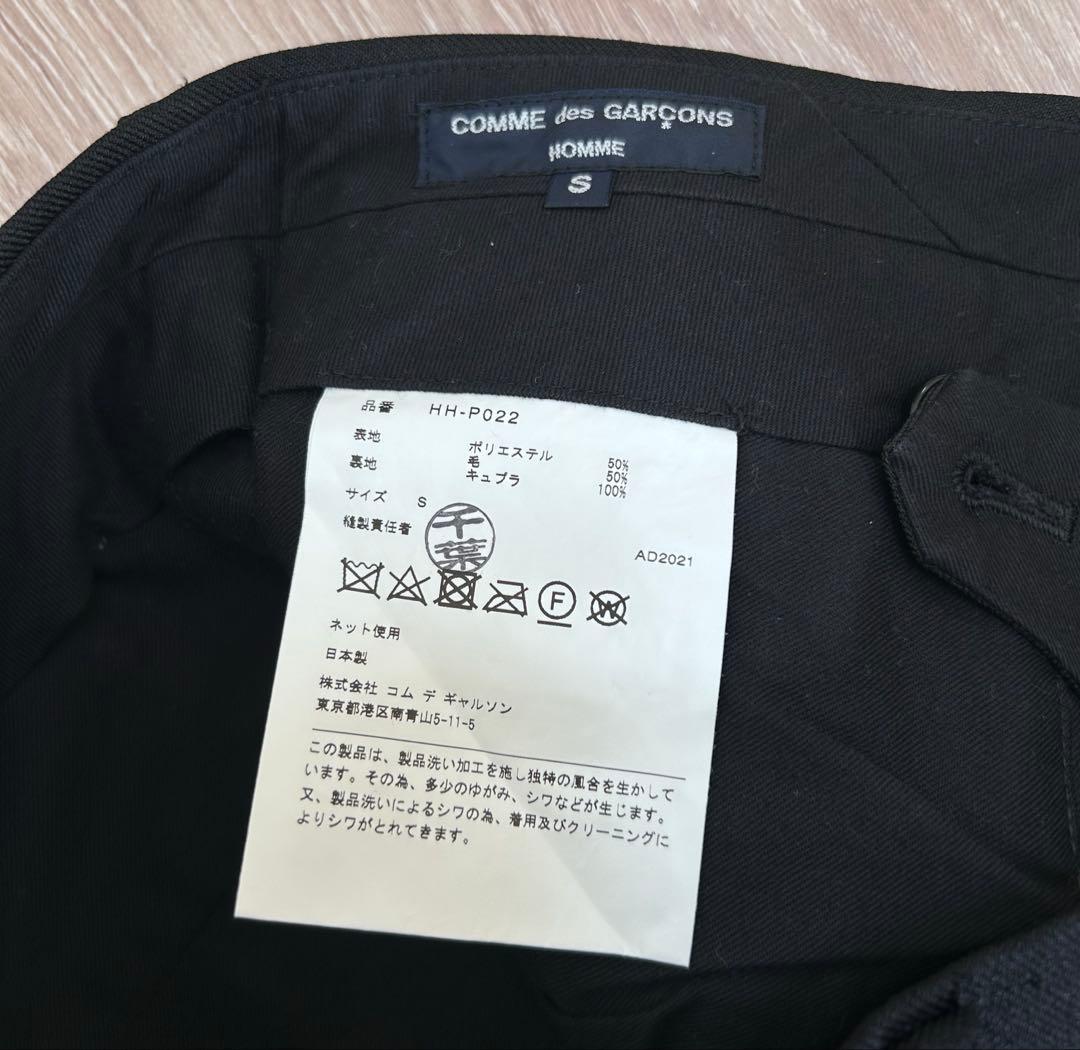 COMME des GARÇONS
HOMME
S
品番 HH-P022
表地 ポリエステル 50%
毛 50%
裏地 キュプラ 100%
サイズ S
縫製責任者 千葉
AD2021
F W
ネット使用
日本製
株式会社 コム デ ギャルソン
東京都港区南青山5-11-5
この製品は、製品洗い加工を施し独特の風合を生かして
います。その為、多少のゆがみ、シワなどが生じます。
又、製品洗いによるシワの為、着用及びクリーニングに
よりシワがとれてきます。